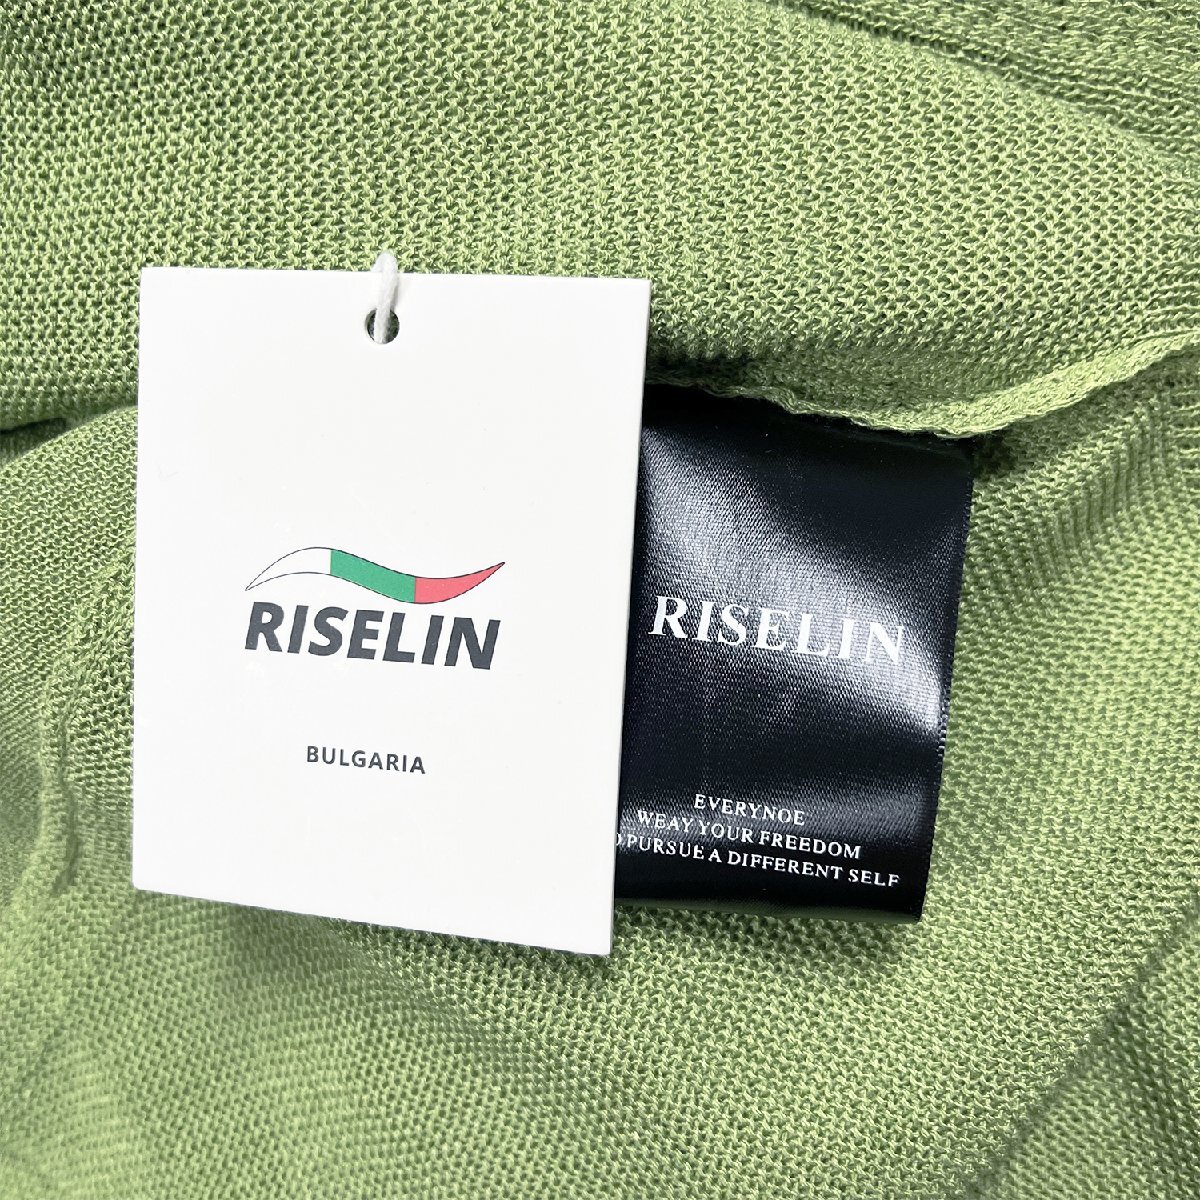 RISELIN
BULGARIA
RISELIN
EVERYNOE
WEAY YOUR FREEDOM
PURSUE A DIFFERENT SELF